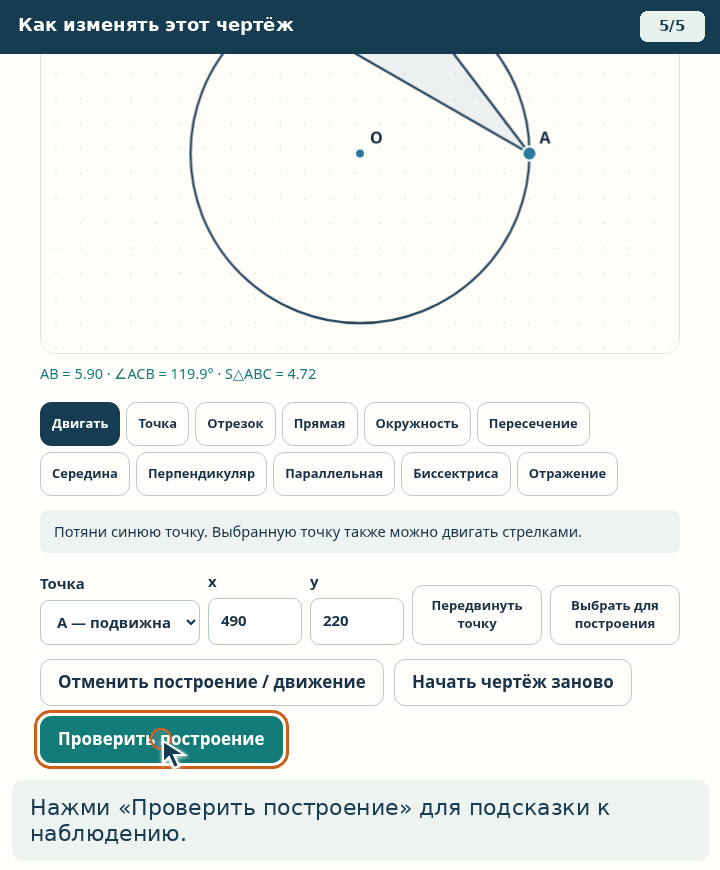 Как изменять этот чертёж
5/5
O
A
AB = 5.90 · ∠ACB = 119.9° · S△ABC = 4.72
Двигать
Точка
Отрезок
Прямая
Окружность
Пересечение
Середина
Перпендикуляр
Параллельная
Биссектриса
Отражение
Потяни синюю точку. Выбранную точку также можно двигать стрелками.
Точка
x
y
A — подвижна
490
220
Передвинуть
точку
Выбрать для
построения
Отменить построение / движение
Начать чертёж заново
Проверить построение
Нажми «Проверить построение» для подсказки к
наблюдению.